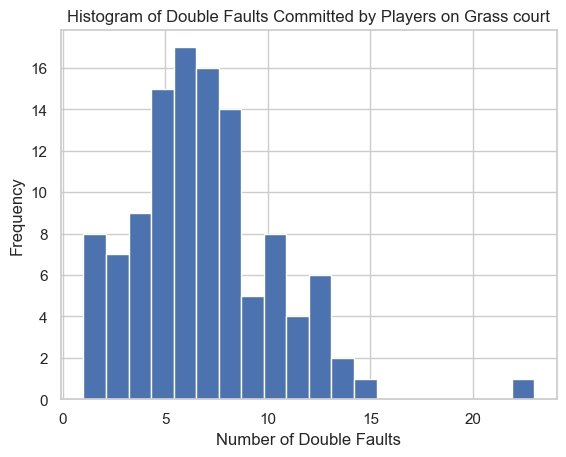 Histogram of Double Faults Committed by Players on Grass court
16
14
12
10
8
6
4
2
0
Frequency
0 5 10 15 20
Number of Double Faults